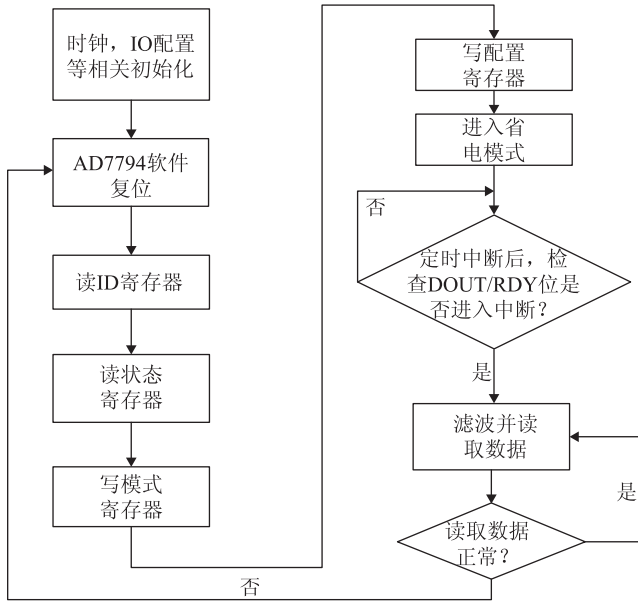 时钟，IO配置
等相关初始化
AD7794软件
复位
读ID寄存器
读状态
寄存器
写模式
寄存器
写配置
寄存器
进入省
电模式
否
定时中断后，检
查DOUT/RDY位是
否进入中断？
是
滤波并读
取数据
是
读取数据
正常？
否